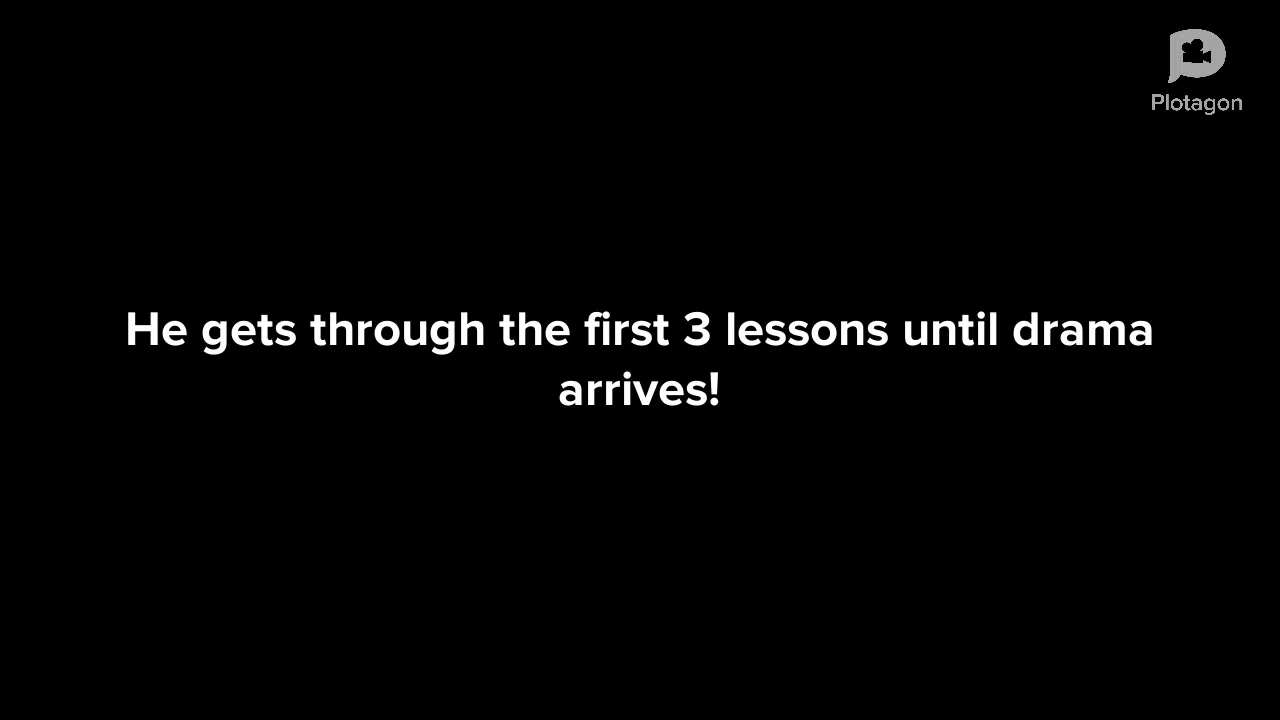 Plotagon
He gets through the first 3 lessons until drama
arrives!